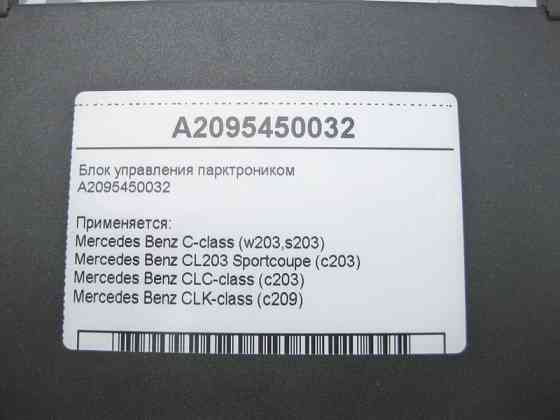 A2095450032
Блок управления парктроником
A2095450032
Применяется:
Mercedes Benz C-class (w203,s203)
Mercedes Benz CL203 Sportcoupe (c203)
Mercedes Benz CLC-class (c203)
Mercedes Benz CLK-class (c209)